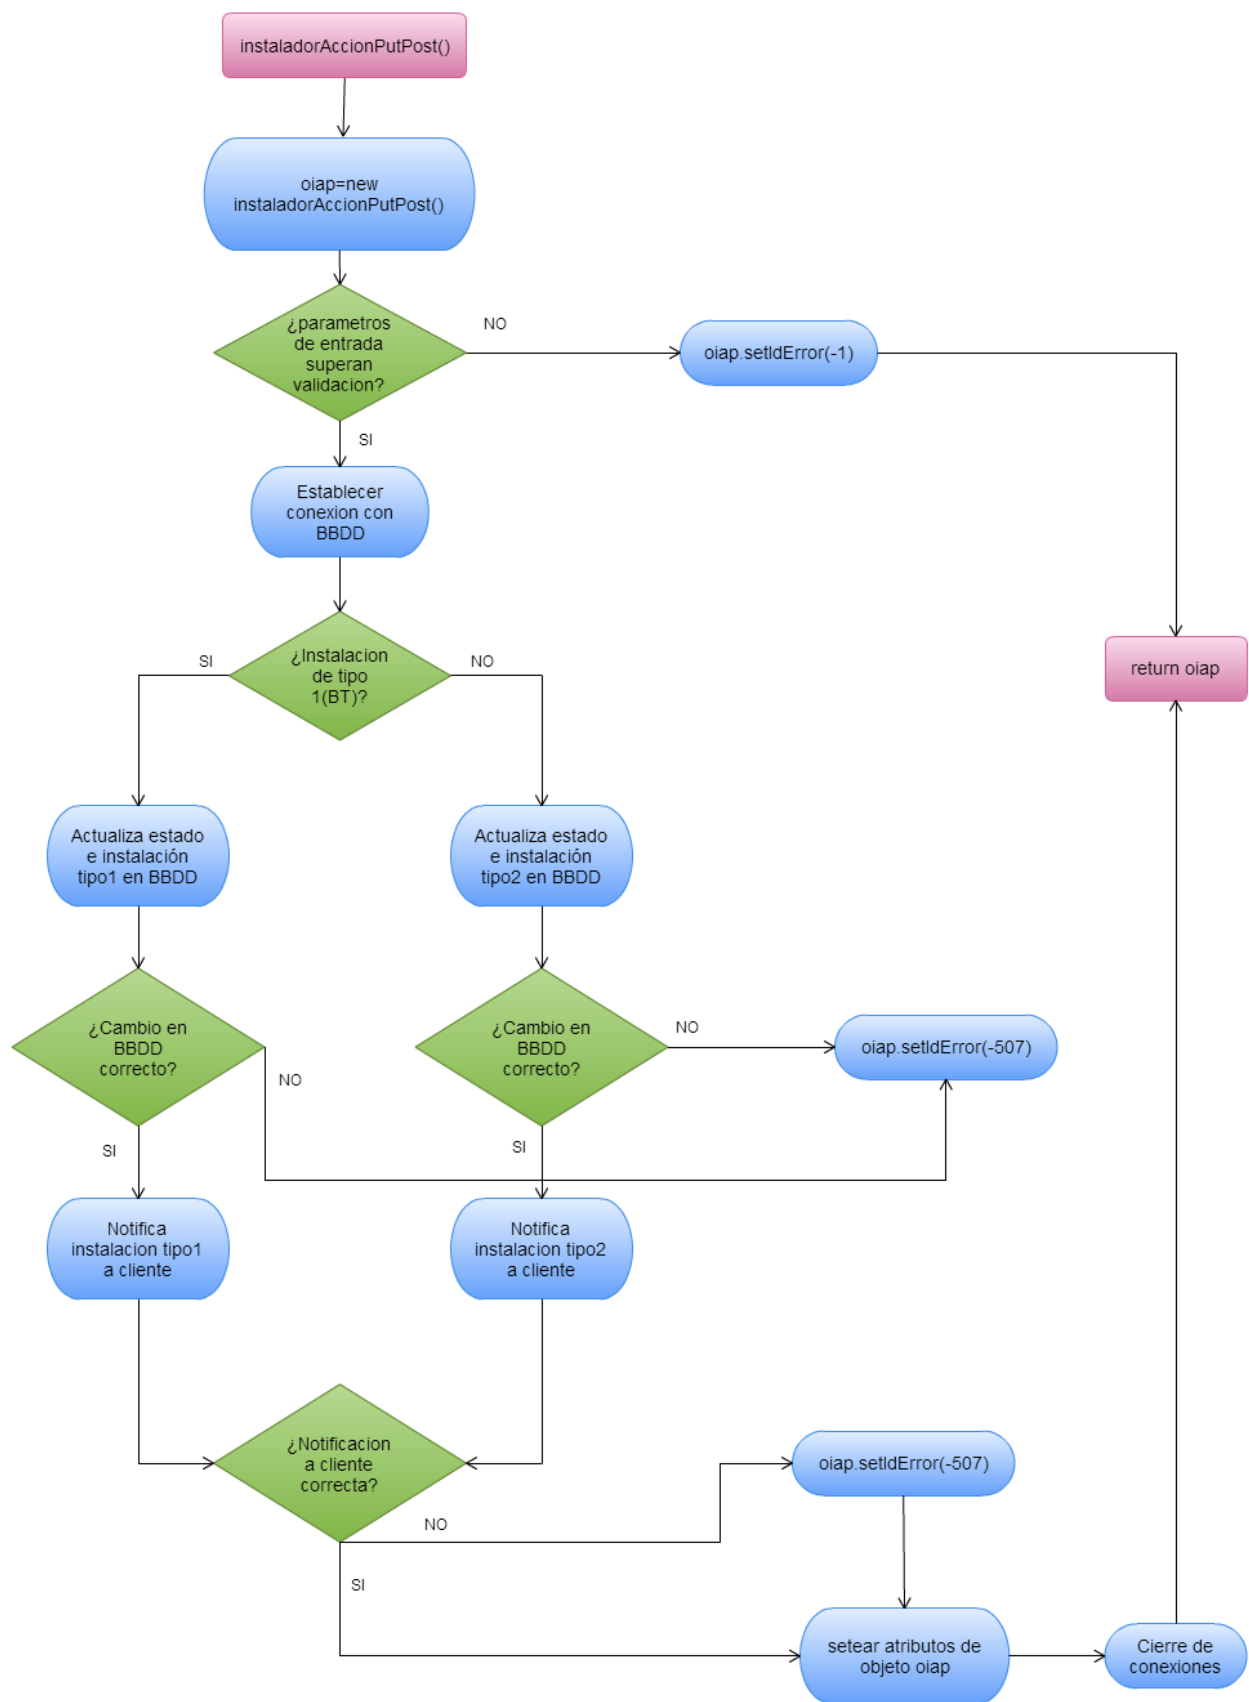 instaladorAccionPutPost()
oiap=new
instaladorAccionPutPost()
¿parametros
de entrada
superan
validacion?
NO
oiap.setIdError(-1)
SI
Establecer
conexion con
BBDD
¿Instalacion
de tipo
1(BT)?
SI
NO
return oiap
Actualiza estado
e instalación
tipo1 en BBDD
Actualiza estado
e instalación
tipo2 en BBDD
¿Cambio en
BBDD
correcto?
NO
¿Cambio en
BBDD
correcto?
NO
oiap.setIdError(-507)
SI
SI
Notifica
instalacion tipo1
a cliente
Notifica
instalacion tipo2
a cliente
¿Notificacion
a cliente
correcta?
NO
oiap.setIdError(-507)
SI
setear atributos de
objeto oiap
Cierre de
conexiones